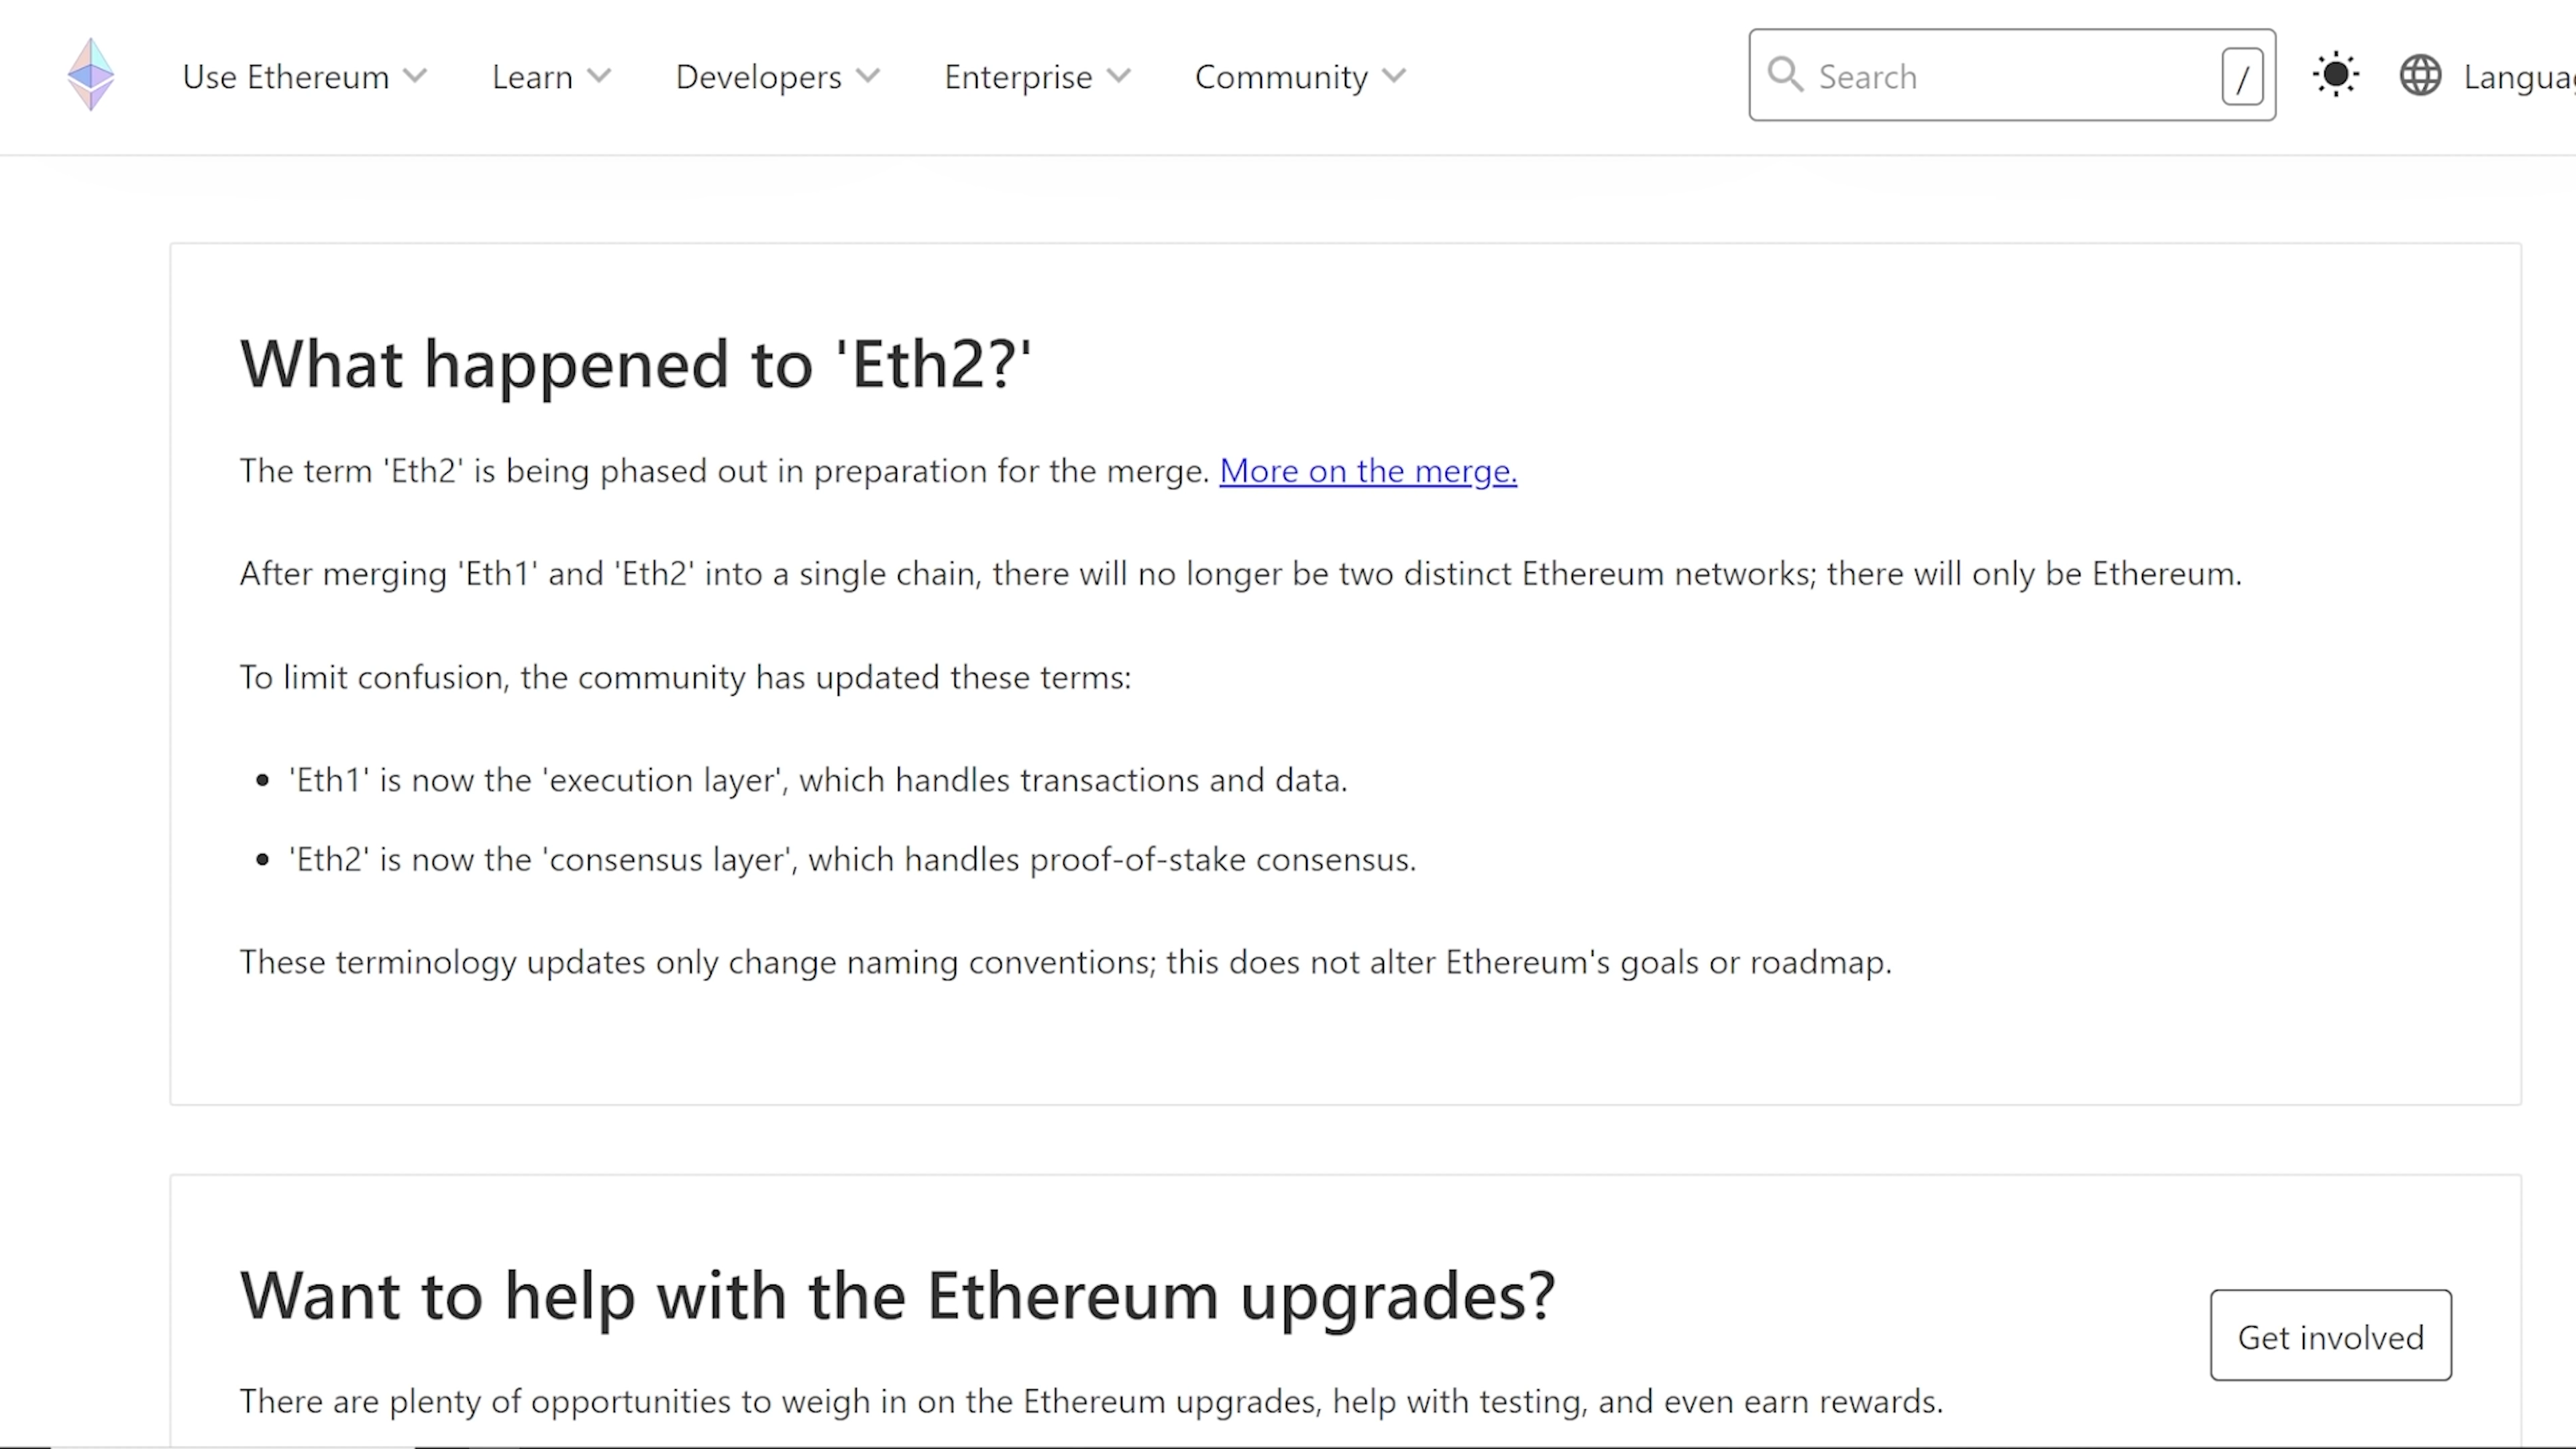 Use Ethereum Learn Developers Enterprise Community Search / Languag
What happened to 'Eth2?'
The term 'Eth2' is being phased out in preparation for the merge. More on the merge.
After merging 'Eth1' and 'Eth2' into a single chain, there will no longer be two distinct Ethereum networks; there will only be Ethereum.
To limit confusion, the community has updated these terms:
• 'Eth1' is now the 'execution layer', which handles transactions and data.
• 'Eth2' is now the 'consensus layer', which handles proof-of-stake consensus.
These terminology updates only change naming conventions; this does not alter Ethereum's goals or roadmap.
Want to help with the Ethereum upgrades?
Get involved
There are plenty of opportunities to weigh in on the Ethereum upgrades, help with testing, and even earn rewards.